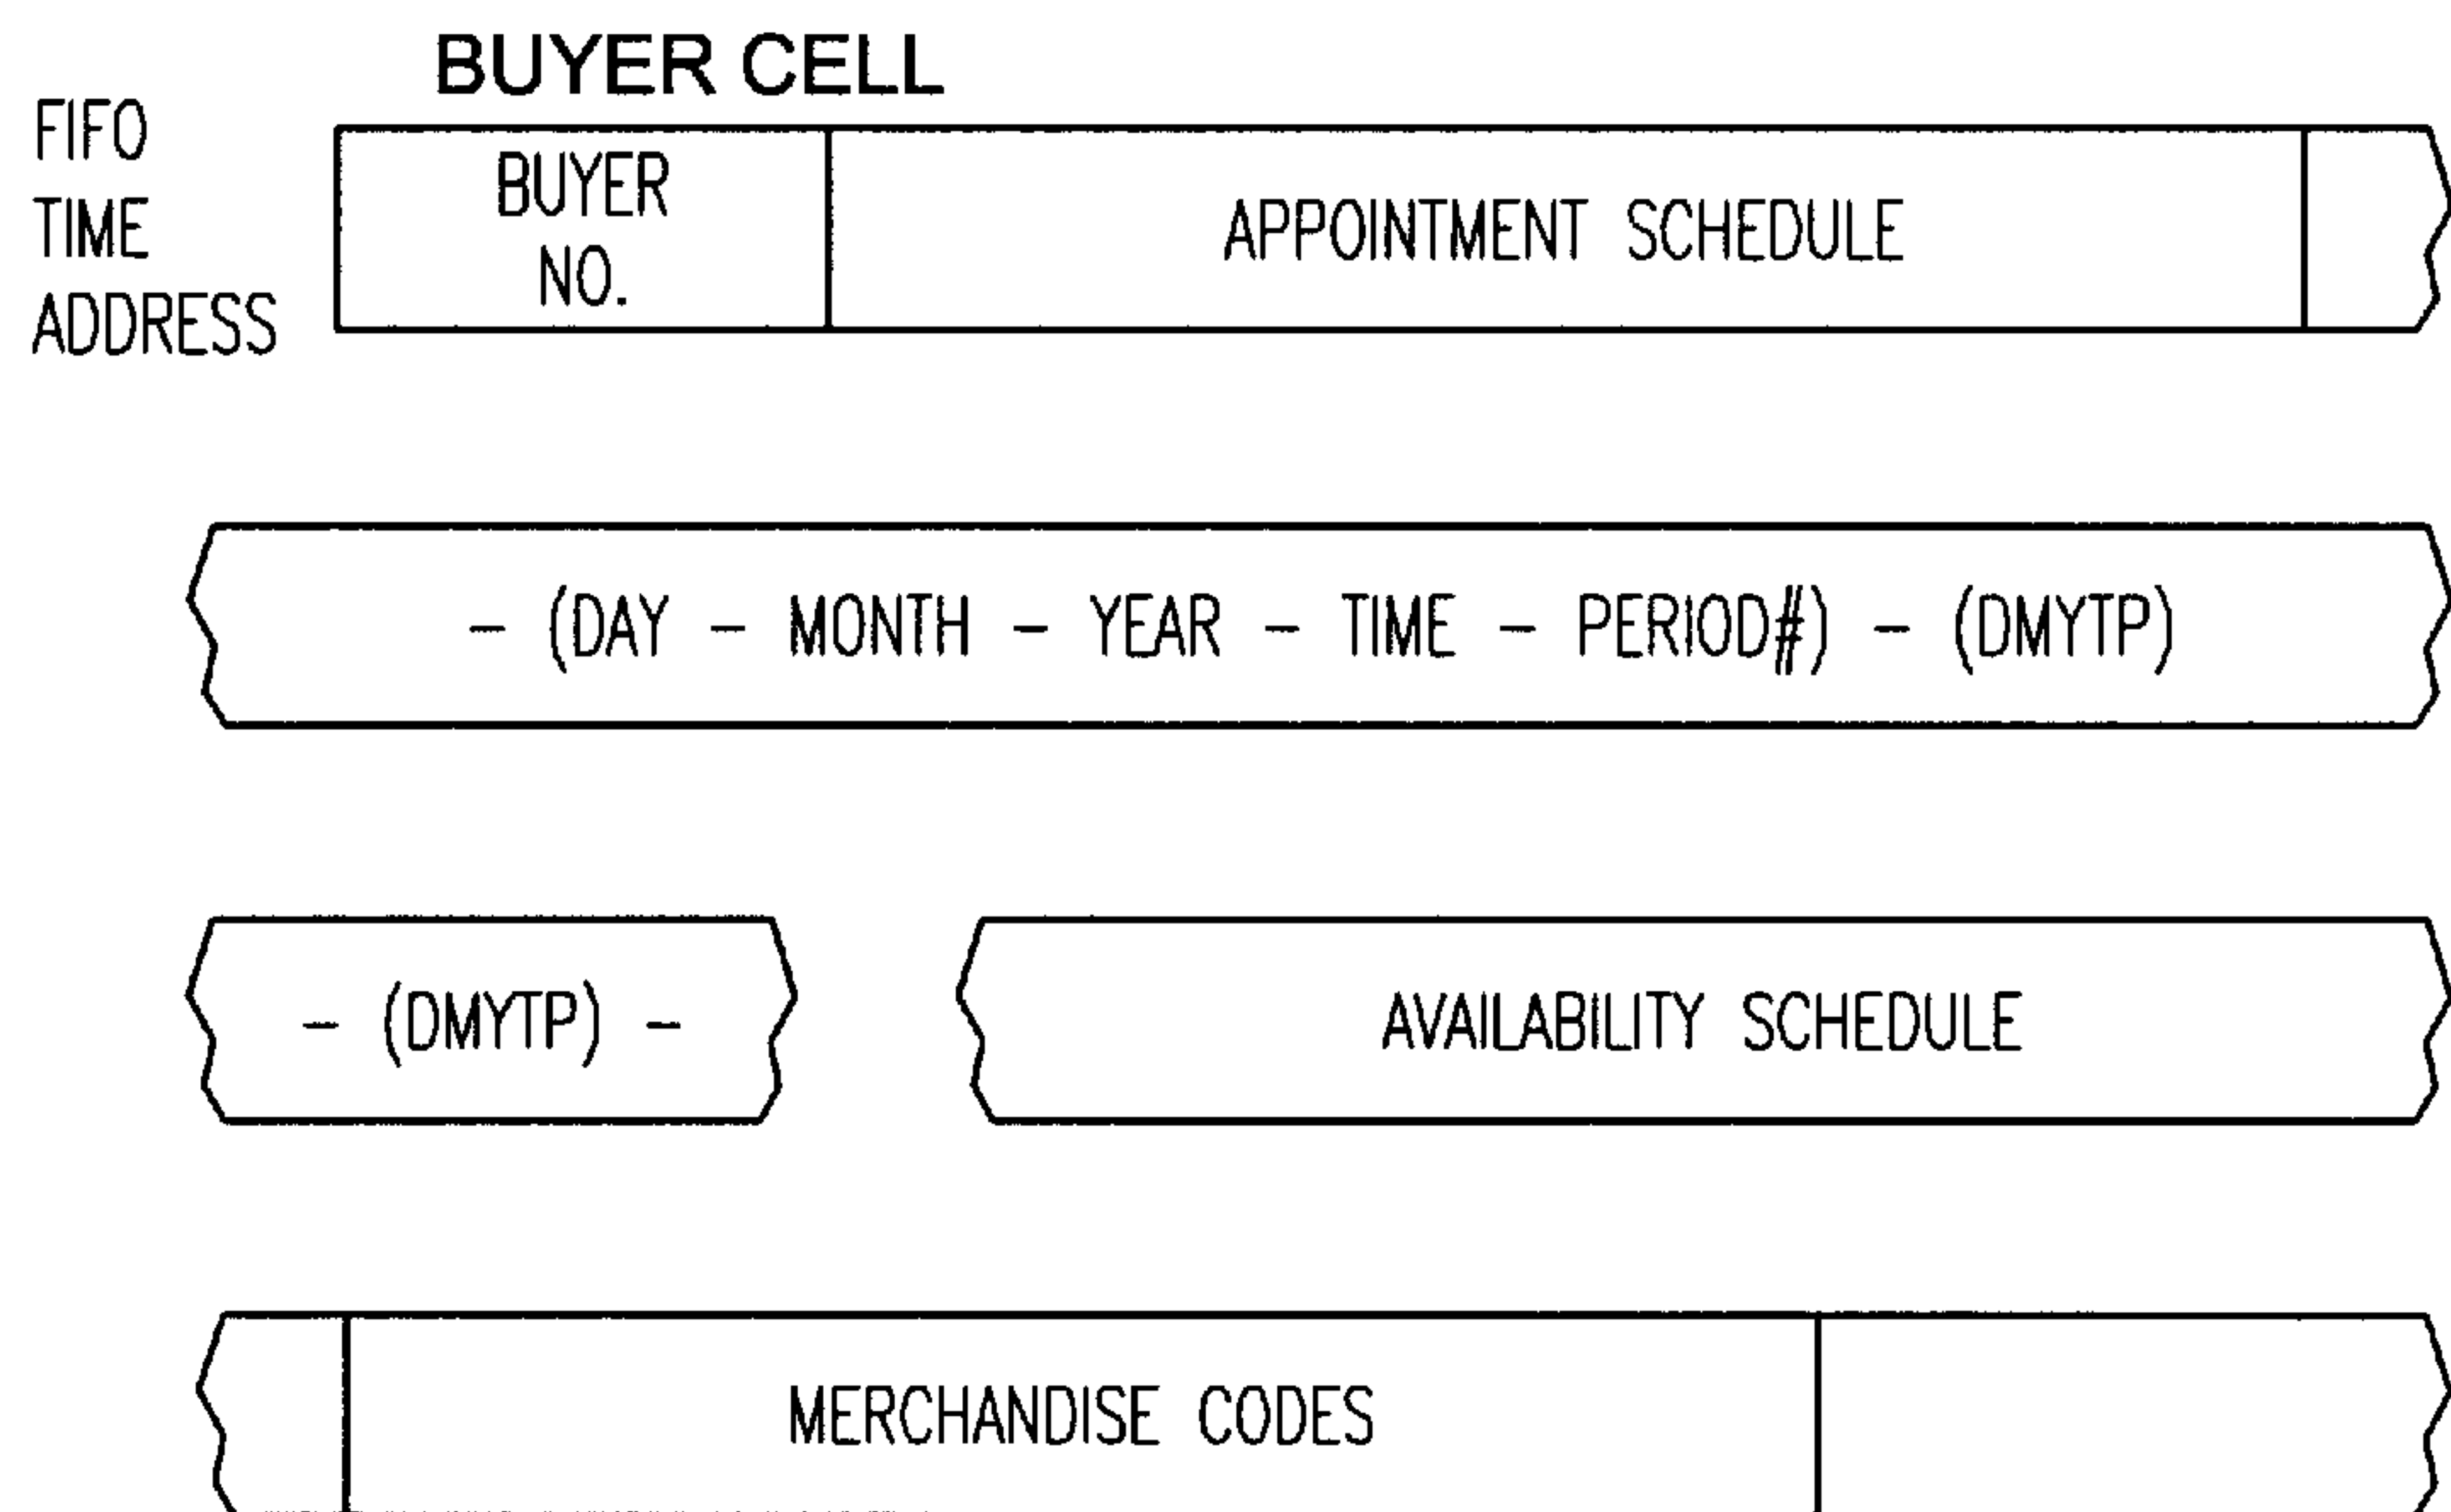 BUYER CELL
FIFO
TIME
ADDRESS
BUYER
NO.
APPOINTMENT SCHEDULE
- (DAY - MONTH - YEAR - TIME - PERIOD#) - (DMYTP)
- (DMYTP) -
AVAILABILITY SCHEDULE
MERCHANDISE CODES